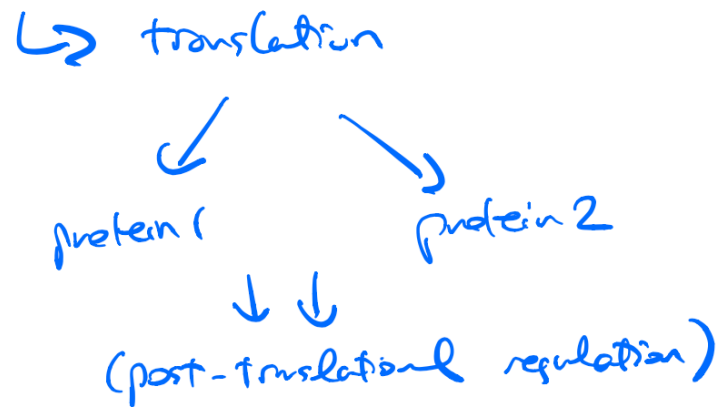 translation
protein 1 protein 2
(post-translational regulation)